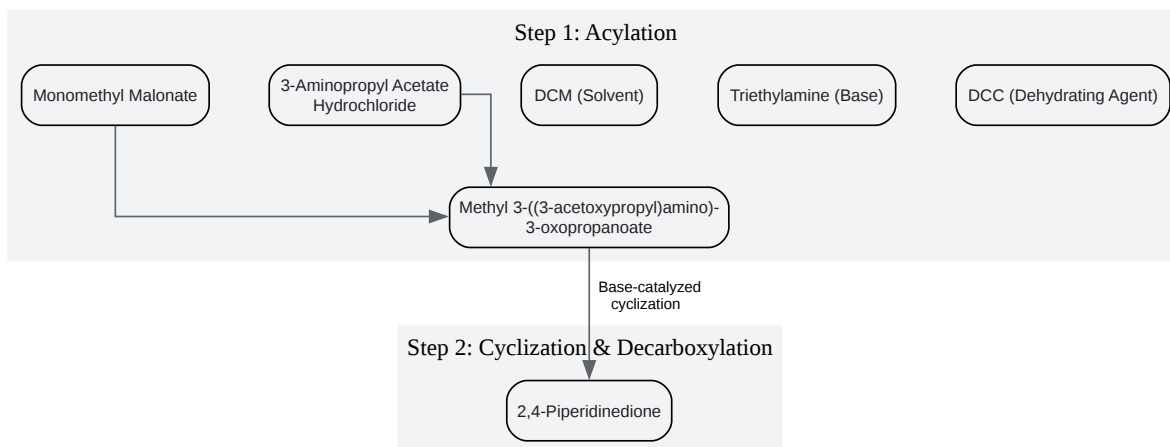 Step 1: Acylation
Monomethyl Malonate
3-Aminopropyl Acetate
Hydrochloride
DCM (Solvent)
Triethylamine (Base)
DCC (Dehydrating Agent)
Methyl 3-((3-acetoxypropyl)amino)-
3-oxopropanoate
Base-catalyzed
cyclization
Step 2: Cyclization & Decarboxylation
2,4-Piperidinedione